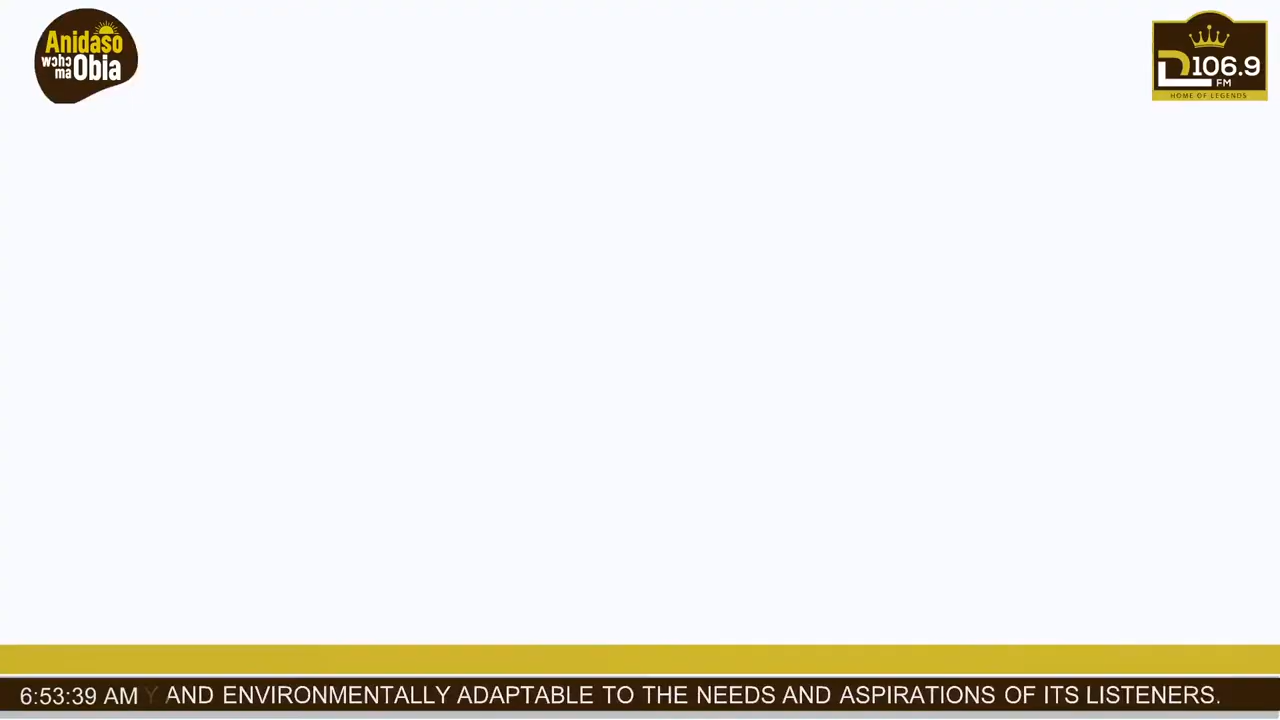 Anidaso
wɔhɔ
ma Obia
106.9
FM
HOME OF LEGENDS
6:53:39 AM Y AND ENVIRONMENTALLY ADAPTABLE TO THE NEEDS AND ASPIRATIONS OF ITS LISTENERS.